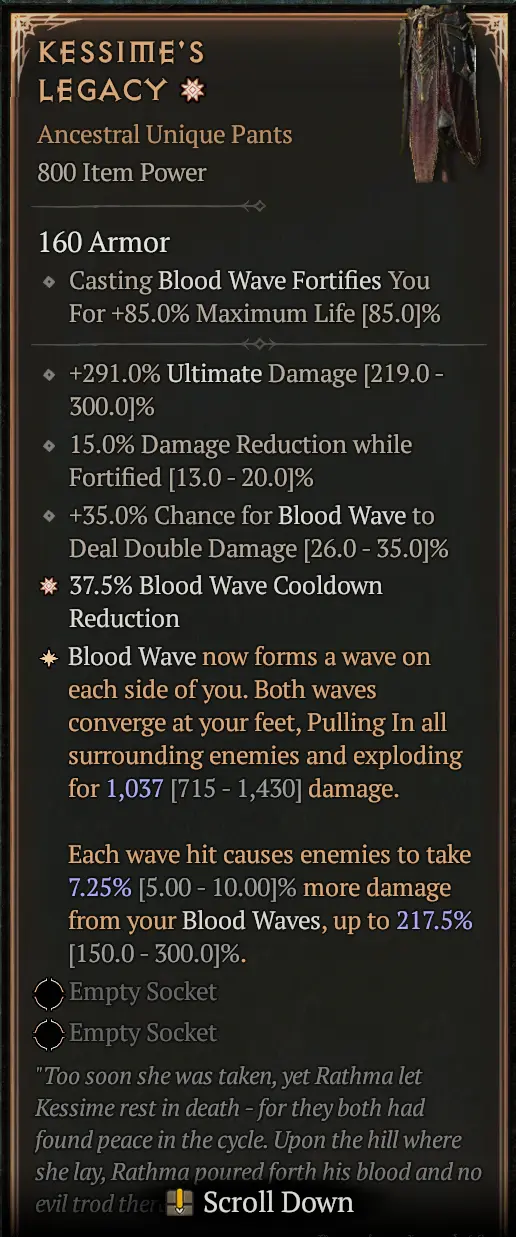 KESSIME'S
LEGACY
Ancestral Unique Pants
800 Item Power
160 Armor
Casting Blood Wave Fortifies You
For +85.0% Maximum Life [85.0]%
+291.0% Ultimate Damage [219.0 -
300.0]%
15.0% Damage Reduction while
Fortified [13.0 - 20.0]%
+35.0% Chance for Blood Wave to
Deal Double Damage [26.0 - 35.0]%
37.5% Blood Wave Cooldown
Reduction
Blood Wave now forms a wave on
each side of you. Both waves
converge at your feet, Pulling In all
surrounding enemies and exploding
for 1,037 [715 - 1,430] damage.
Each wave hit causes enemies to take
7.25% [5.00 - 10.00]% more damage
from your Blood Waves, up to 217.5%
[150.0 - 300.0]%.
Empty Socket
Empty Socket
"Too soon she was taken, yet Rathma let
Kessime rest in death - for they both had
found peace in the cycle. Upon the hill where
she lay, Rathma poured forth his blood and no
evil trod
Scroll Down